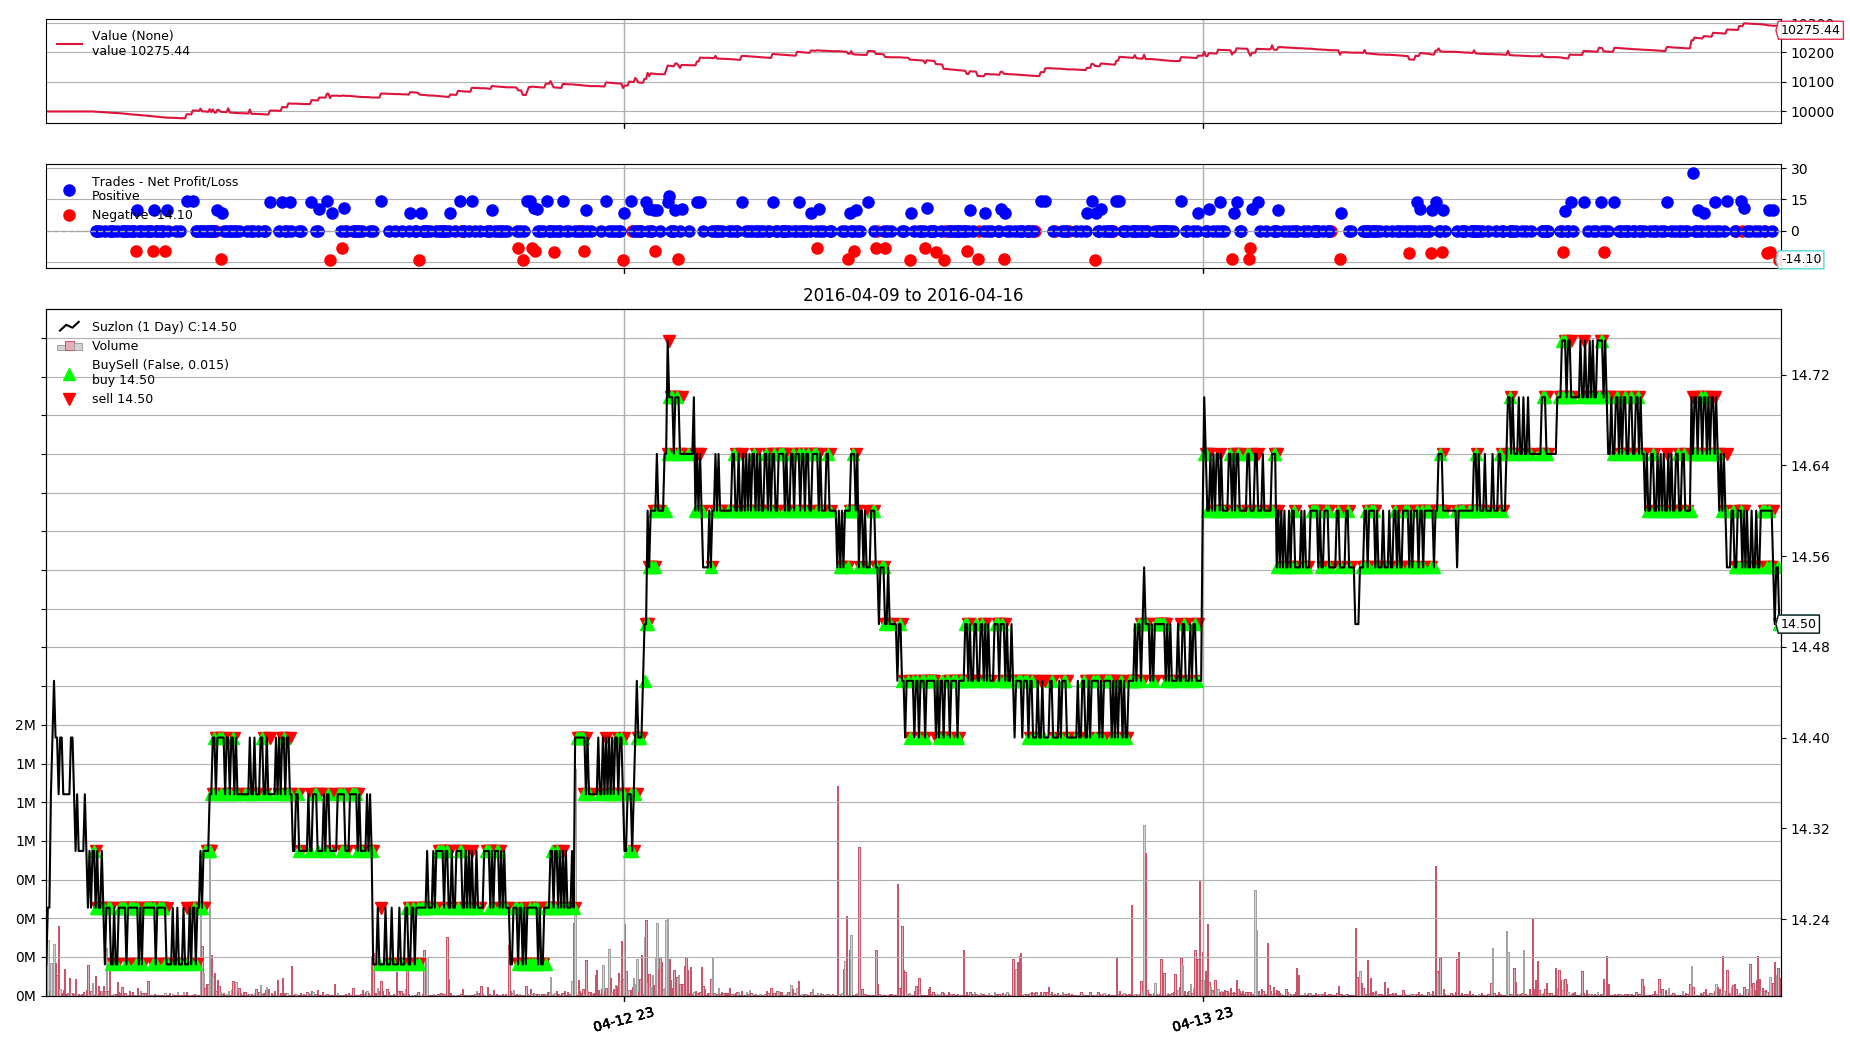 Value (None)
value 10275.44
10300
10275.44
10200
10100
10000
Trades - Net Profit/Loss
Positive
Negative -14.10
30
15
0
-14.10
2016-04-09 to 2016-04-16
Suzlon (1 Day) C:14.50
Volume
BuySell (False, 0.015)
buy 14.50
sell 14.50
14.72
14.64
14.56
14.50
14.48
14.40
14.32
14.24
2M
1M
1M
1M
0M
0M
0M
0M
04-12 23
04-13 23